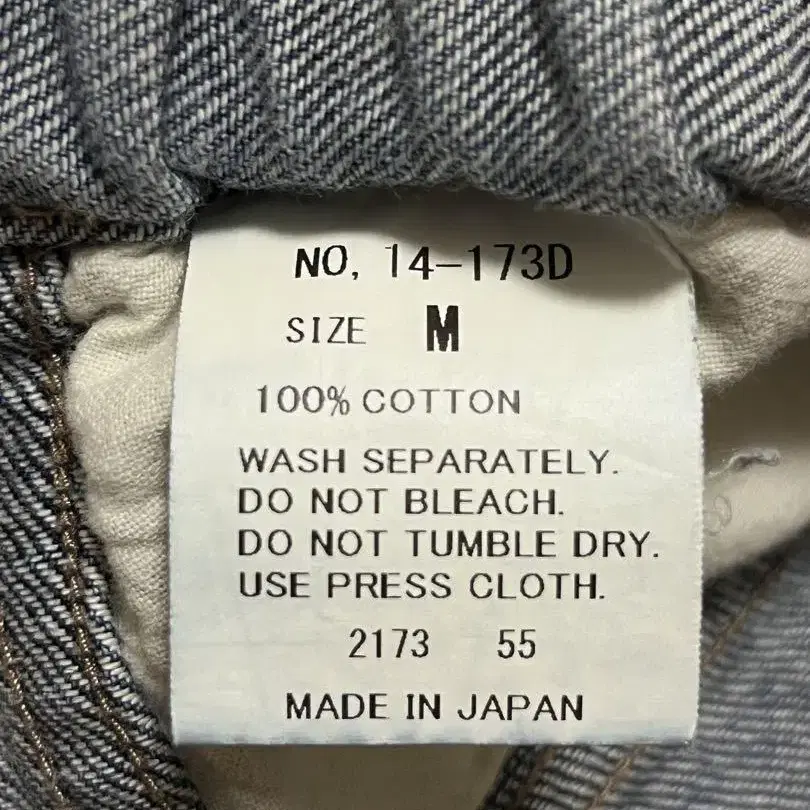 NO, 14-173D
SIZE M
100% COTTON
WASH SEPARATELY.
DO NOT BLEACH.
DO NOT TUMBLE DRY.
USE PRESS CLOTH.
2173 55
MADE IN JAPAN